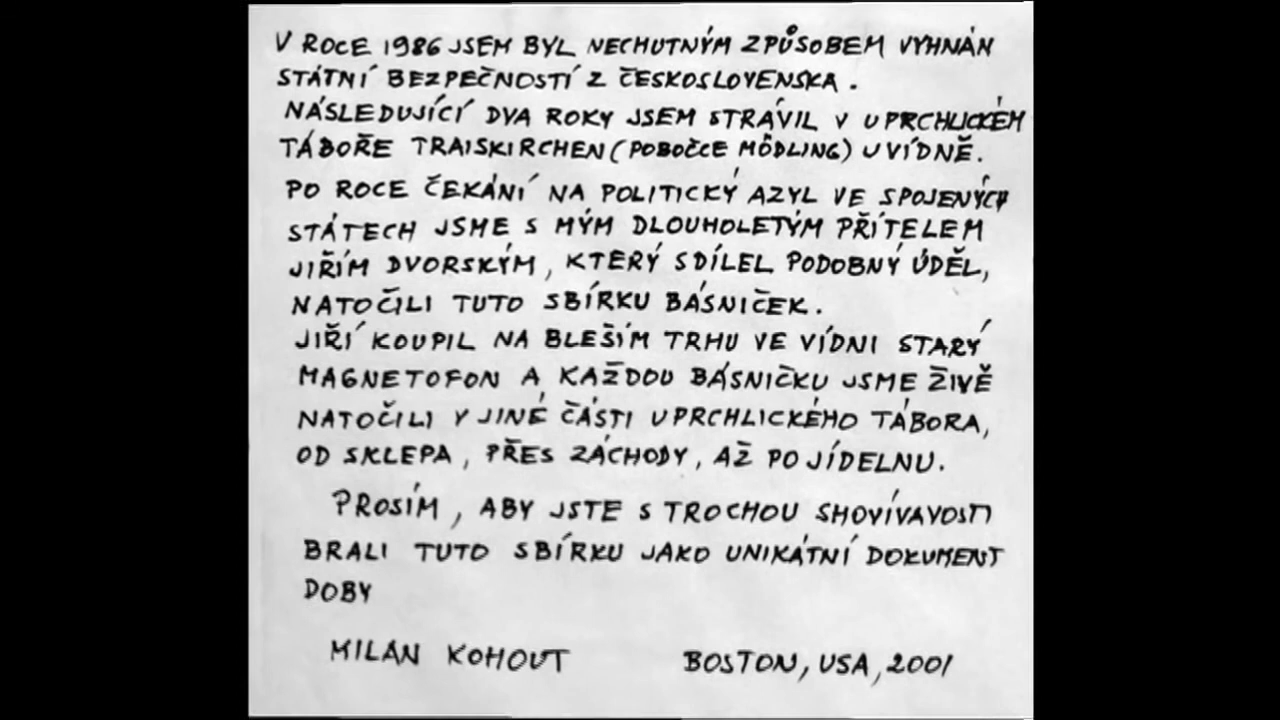 V ROCE 1986 JSEM BYL NECHUTNÝM ZPŮSOBEM VYHNÁN
STÁTNÍ BEZPEČNOSTÍ Z ČESKOSLOVENSKA.
NÁSLEDUJÍCÍ DVA ROKY JSEM STRÁVIL V UPRCHLICKÉM
TÁBOŘE TRAISKIRCHEN (POBOČCE MÖDLING) U VÍDNĚ.
PO ROCE ČEKÁNÍ NA POLITICKÝ AZYL VE SPOJENÝCH
STÁTECH JSME S MÝM DLOUHOLETÝM PŘÍTELEM
JIŘÍM DVORSKÝM, KTERÝ SDÍLEL PODOBNÝ ÚDĚL,
NATOČILI TUTO SBÍRKU BÁSNIČEK.
JIŘÍ KOUPIL NA BLEŠÍM TRHU VE VÍDNI STARÝ
MAGNETOFON A KAŽDOU BÁSNIČKU JSME ŽIVĚ
NATOČILI V JINÉ ČÁSTI UPRCHLICKÉHO TÁBORA,
OD SKLEPA, PŘES ZÁCHODY, AŽ PO JÍDELNU.
PROSÍM, ABY JSTE S TROCHOU SHOVÍVAVOSTI
BRALI TUTO SBÍRKU JAKO UNIKÁTNÍ DOKUMENT
DOBY
MILAN KOHOUT BOSTON, USA, 2001